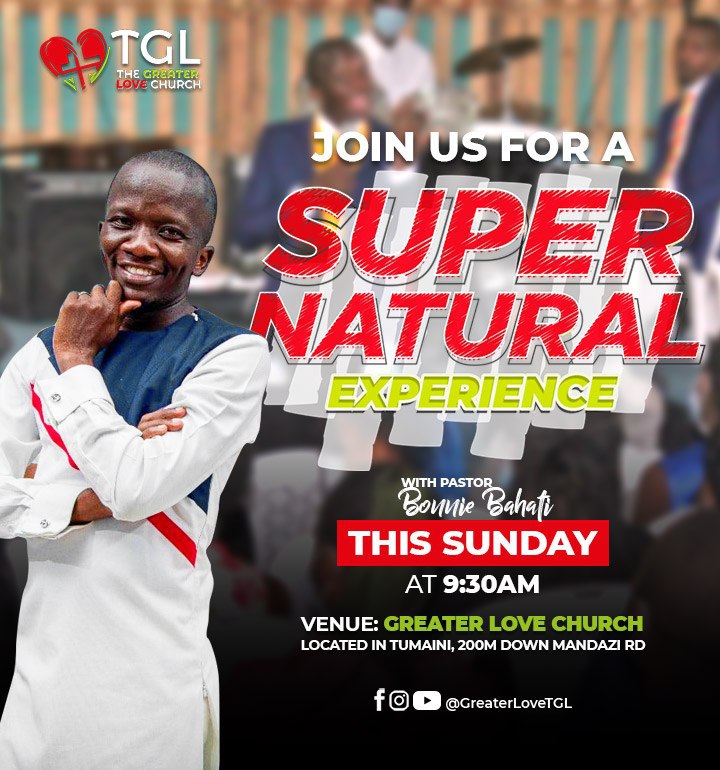 TGL
THE GREATER
LOVE CHURCH
JOIN US FOR A
SUPER
NATURAL
EXPERIENCE
WITH PASTOR
Bonnie Bahati
THIS SUNDAY
AT 9:30AM
VENUE: GREATER LOVE CHURCH
LOCATED IN TUMAINI, 200M DOWN MANDAZI RD
@GreaterLoveTGL